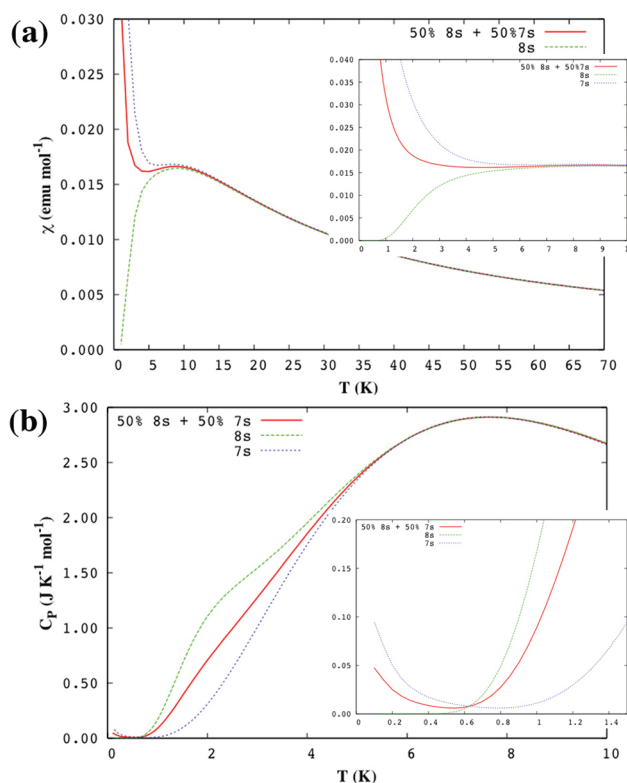 (a)
0.030
0.025
0.020
0.015
0.010
0.005
0.000
χ (emu mol⁻¹)
50% 8s + 50%7s
8s
0.040
0.035
0.030
0.025
0.020
0.015
0.010
0.005
0.000
50% 8s + 50%7s
8s
7s
0 1 2 3 4 5 6 7 8 9 1
0 5 10 15 20 25 30 35 40 45 50 55 60 65 70
T (K)
(b)
3.00
2.50
2.00
1.50
1.00
0.50
0.00
C_P (J K⁻¹ mol⁻¹)
50% 8s + 50% 7s
8s
7s
0.20
0.15
0.10
0.05
0.00
50% 8s + 50% 7s
8s
7s
0.2 0.4 0.6 0.8 1 1.2 1.4
0 2 4 6 8 10
T (K)